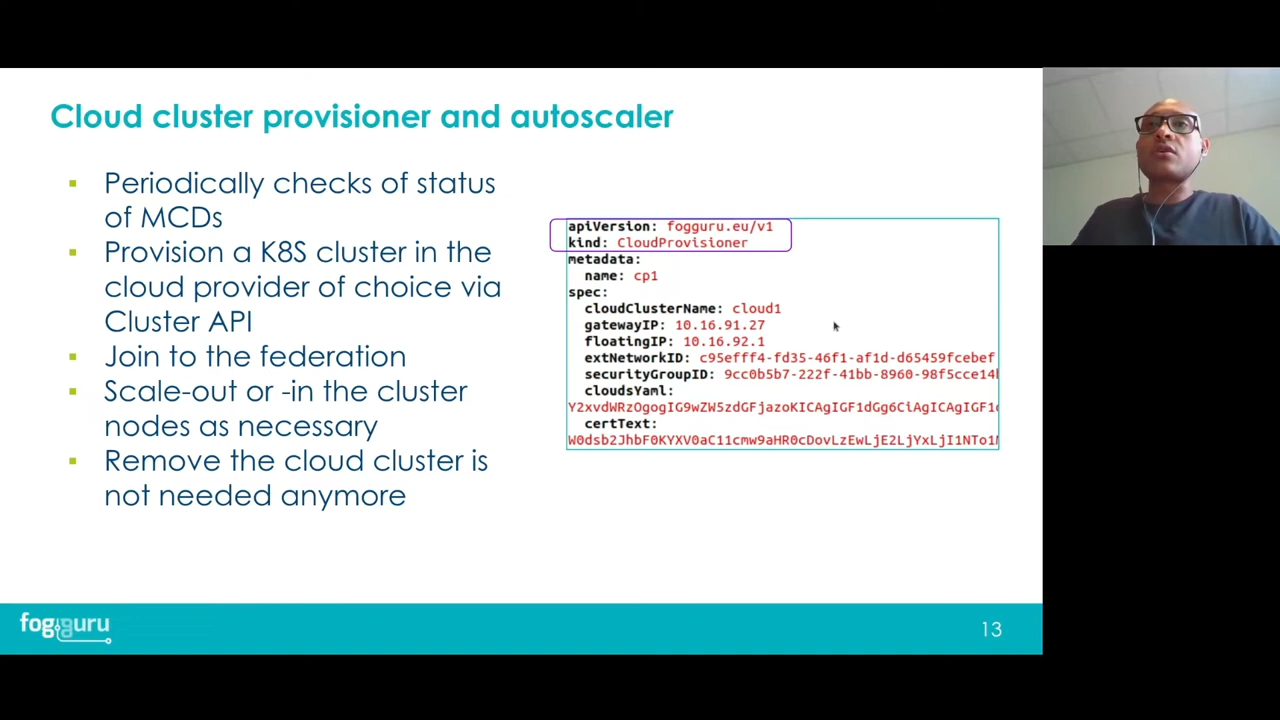 Cloud cluster provisioner and autoscaler
▪ Periodically checks of status
of MCDs
▪ Provision a K8S cluster in the
cloud provider of choice via
Cluster API
▪ Join to the federation
▪ Scale-out or -in the cluster
nodes as necessary
▪ Remove the cloud cluster is
not needed anymore
apiVersion: fogguru.eu/v1
kind: CloudProvisioner
metadata:
name: cp1
spec:
cloudClusterName: cloud1
gatewayIP: 10.16.91.27
floatingIP: 10.16.92.1
extNetworkID: c95efff4-fd35-46f1-af1d-d65459fcebef
securityGroupID: 9cc0b5b7-222f-41bb-8960-98f5cce14
cloudsYaml:
Y2xvdWRzOgogIG9wZW5zdGFjazoKICAgIGF1dGg6CiAgICAgIGF1
certText:
W0dsb2JhbF0KYXV0aC11cmw9aHR0cDovLzEwLjE2LjYxLjI1NTo1
fogguru
13